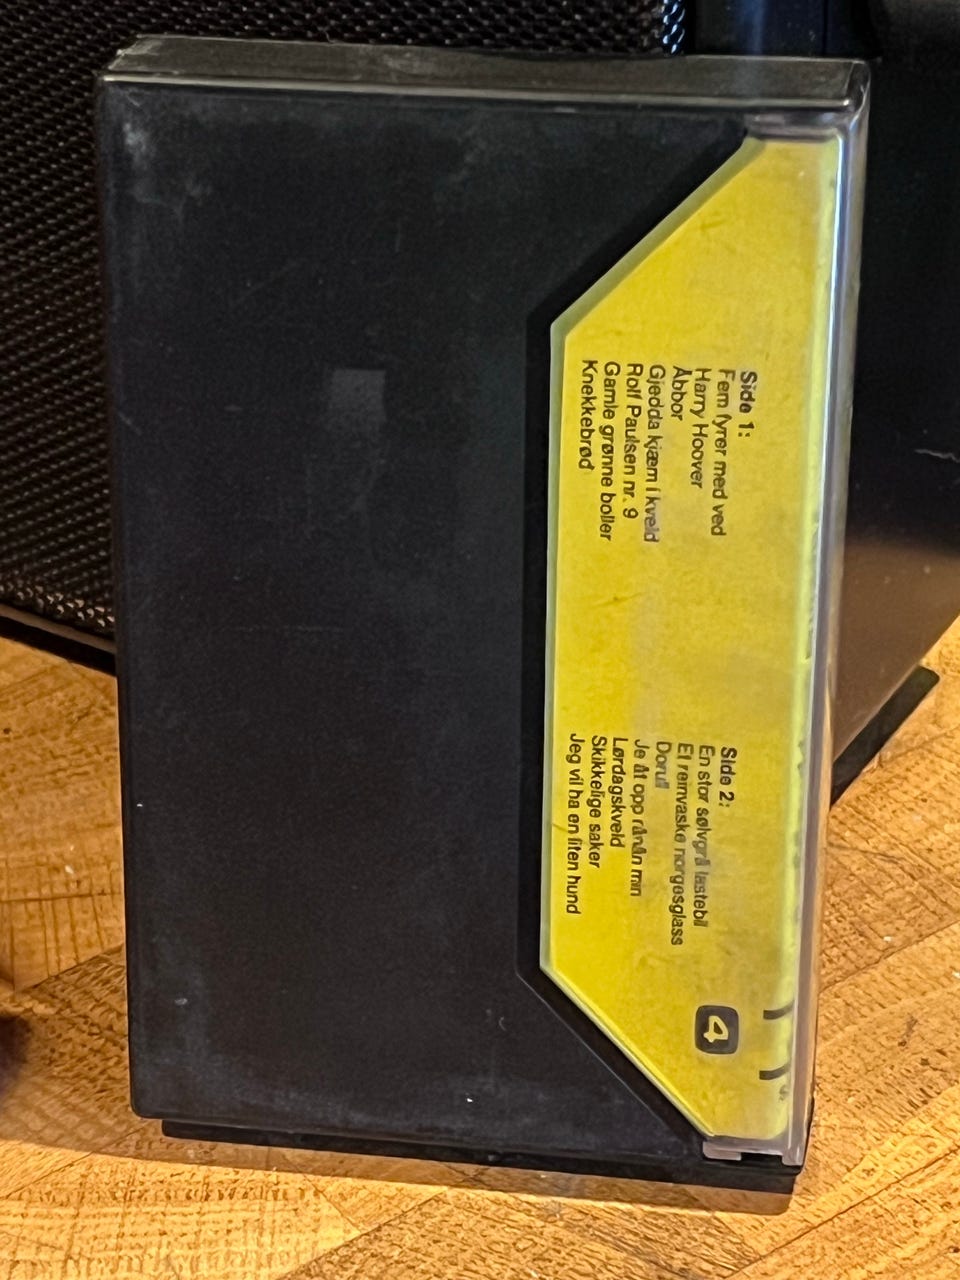 Side 1:
Fem fyrer med ved
Harry Hoover
Åbbor
Gjedda kjæm i kveld
Rolf Paulsen nr. 9
Gamle grønne boller
Knekkebrød
Side 2:
En stor sølvgrå lastebil
Et reinvaske norgesglass
Dorull
Je åt opp rånån min
Lørdagskveld
Skikkelige saker
Jeg vil ha en liten hund
4